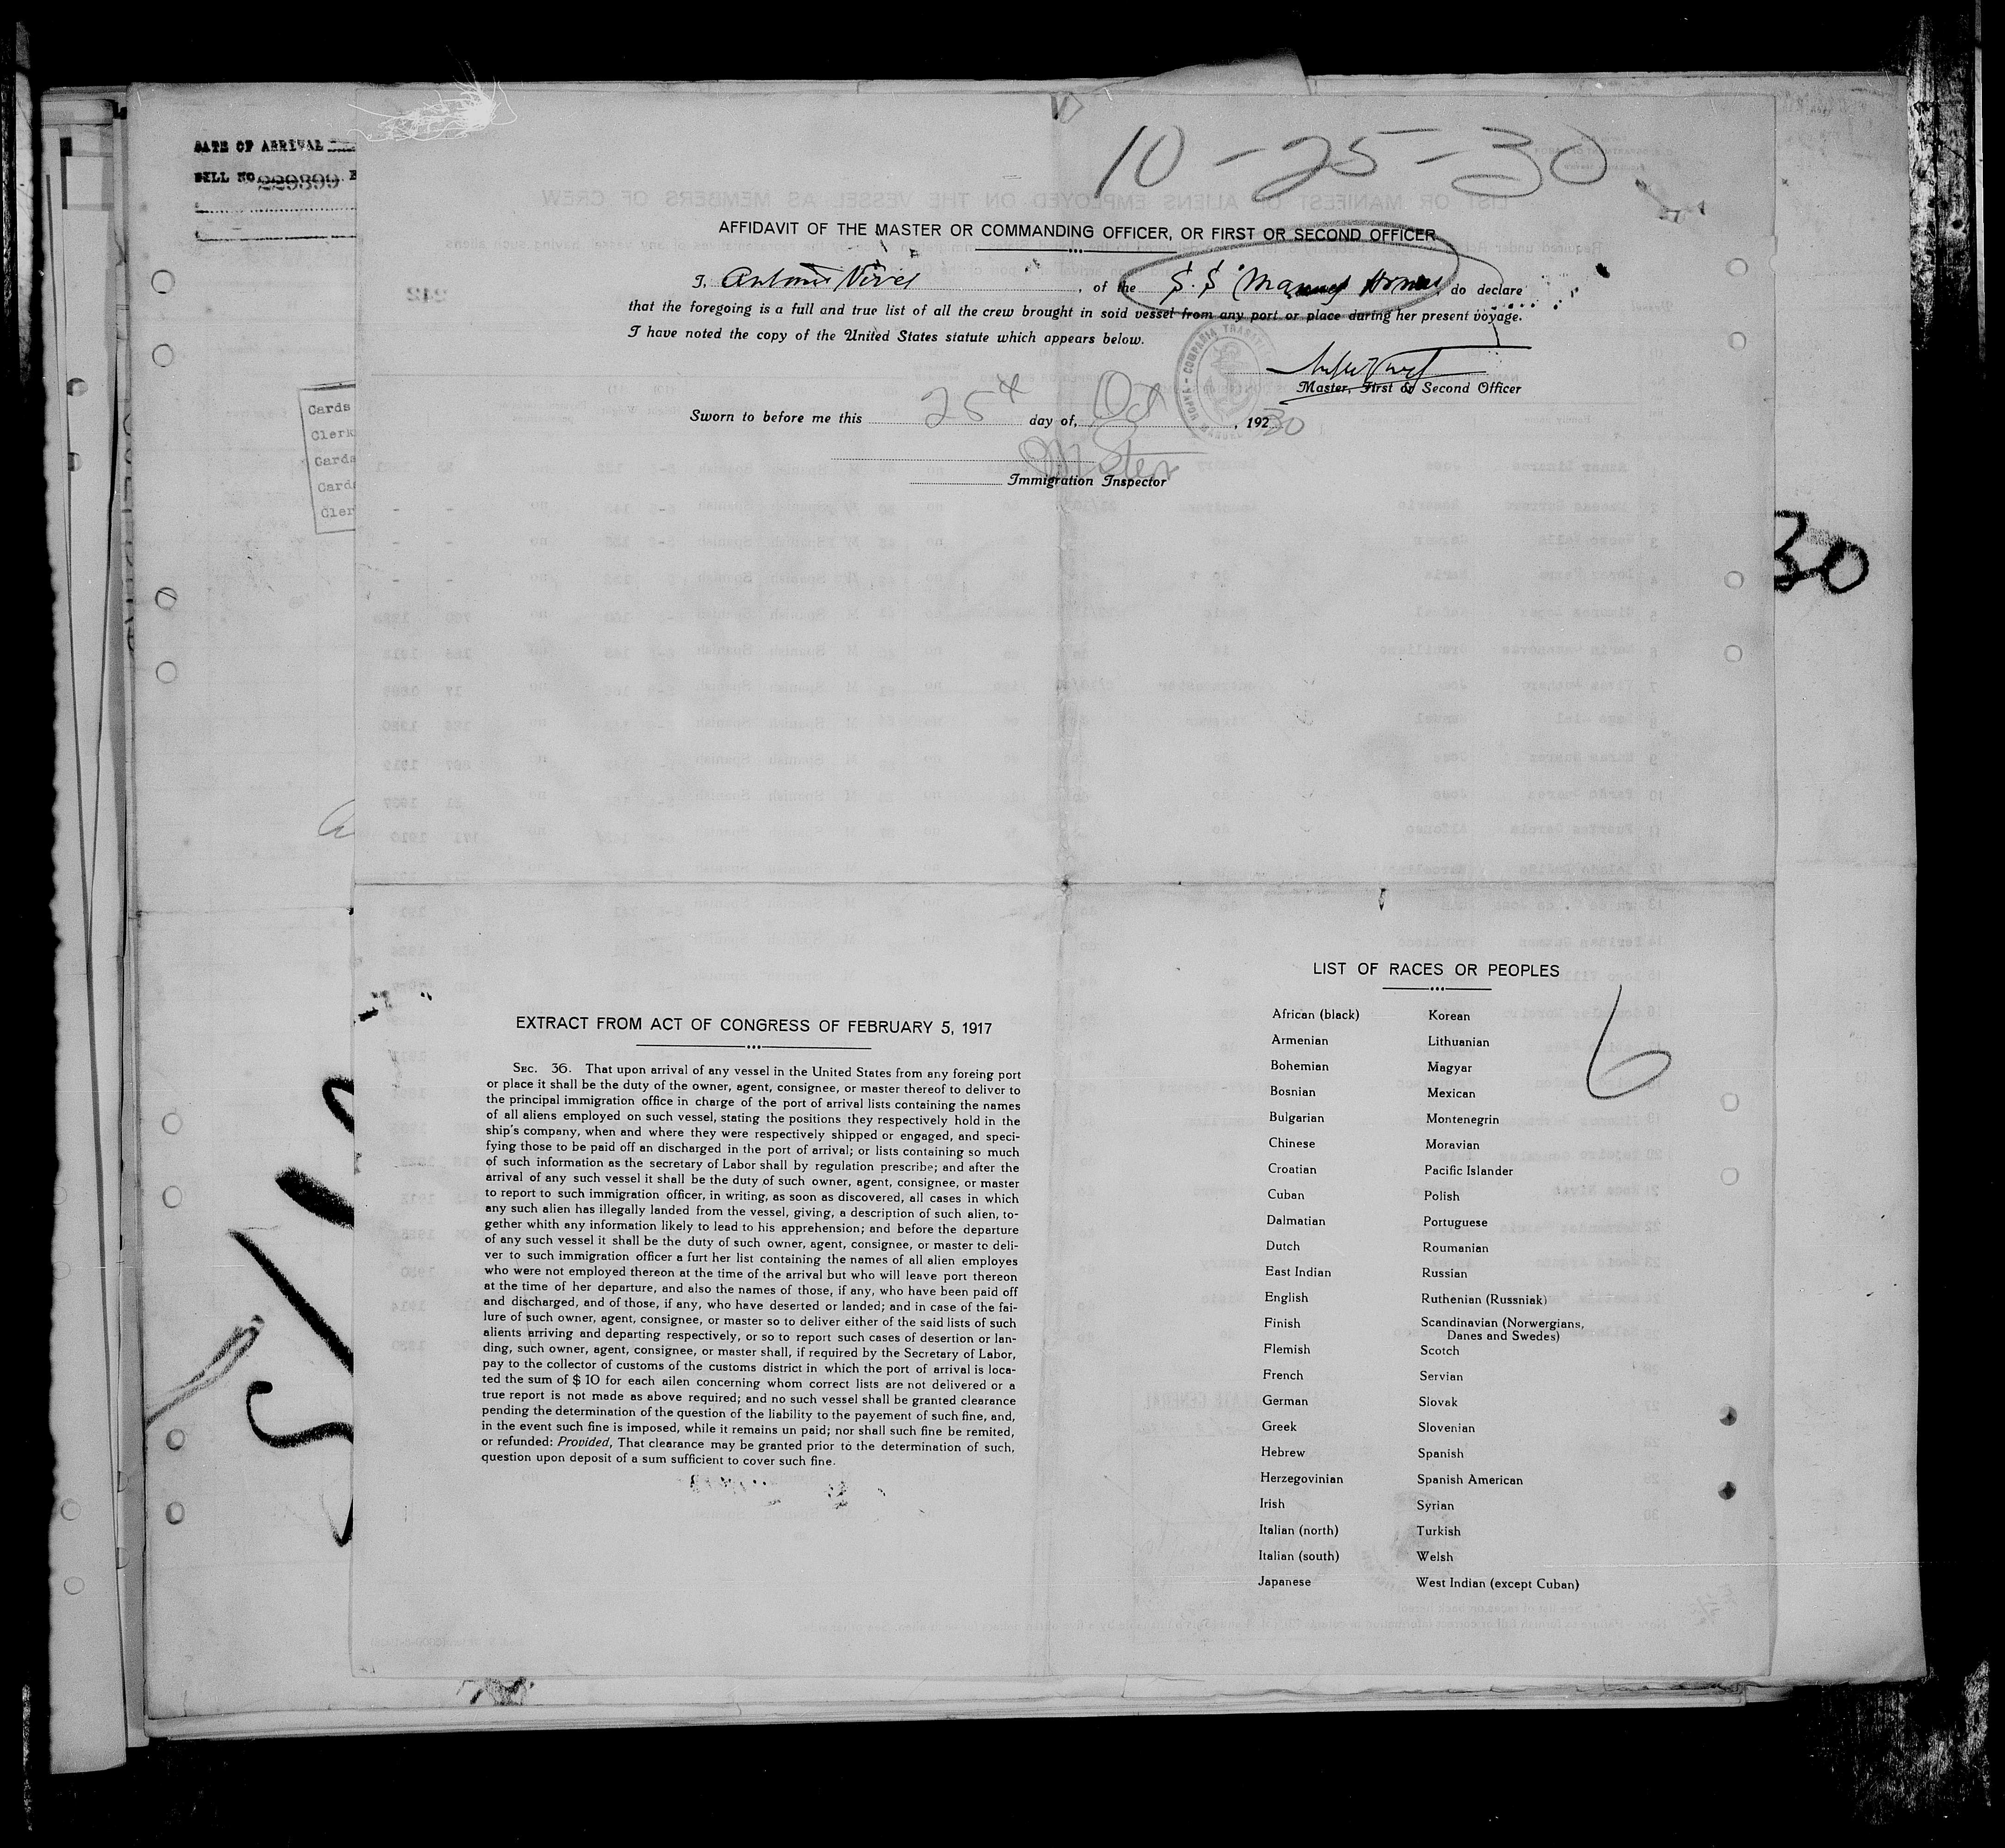 DATE OF ARRIVAL
BILL NO 229399
Cards
Clerk
Cards
Cards
Cler
10-25-30
30
AFFIDAVIT OF THE MASTER OR COMMANDING OFFICER, OR FIRST OR SECOND OFFICER
I, Antonio Vives, of the S.S. Manuel Arnus, do declare
that the foregoing is a full and true list of all the crew brought in soid vessel from any port or place during her present voyage.
I have noted the copy of the United States statute which appears below.
Master, First & Second Officer
Sworn to before me this 25th day of, Oct, 1930
Immigration Inspector
EXTRACT FROM ACT OF CONGRESS OF FEBRUARY 5, 1917
SEC. 36. That upon arrival of any vessel in the United States from any foreing port
or place it shall be the duty of the owner, agent, consignee, or master thereof to deliver to
the principal immigration office in charge of the port of arrival lists containing the names
of all aliens employed on such vessel, stating the positions they respectively hold in the
ship's company, when and where they were respectively shipped or engaged, and speci-
fying those to be paid off an discharged in the port of arrival; or lists containing so much
of such information as the secretary of Labor shall by regulation prescribe; and after the
arrival of any such vessel it shall be the duty of such owner, agent, consignee, or master
to report to such immigration officer, in writing, as soon as discovered, all cases in which
any such alien has illegally landed from the vessel, giving, a description of such alien, to-
gether whith any information likely to lead to his apprehension; and before the departure
of any such vessel it shall be the duty of such owner, agent, consignee, or master to deli-
ver to such immigration officer a furt her list containing the names of all alien employes
who were not employed thereon at the time of the arrival but who will leave port thereon
at the time of her departure, and also the names of those, if any, who have been paid off
and discharged, and of those, if any, who have deserted or landed; and in case of the fai-
lure of such owner, agent, consignee, or master so to deliver either of the said lists of such
alients arriving and departing respectively, or so to report such cases of desertion or lan-
ding, such owner, agent, consignee, or master shall, if required by the Secretary of Labor,
pay to the collector of customs of the customs district in which the port of arrival is loca-
ted the sum of $ 10 for each ailen concerning whom correct lists are not delivered or a
true report is not made as above required; and no such vessel shall be granted clearance
pending the determination of the question of the liability to the payement of such fine, and,
in the event such fine is imposed, while it remains un paid; nor shall such fine be remited,
or refunded: Provided, That clearance may be granted prior to the determination of such,
question upon deposit of a sum sufficient to cover such fine.
LIST OF RACES OR PEOPLES
6
African (black) Korean
Armenian Lithuanian
Bohemian Magyar
Bosnian Mexican
Bulgarian Montenegrin
Chinese Moravian
Croatian Pacific Islander
Cuban Polish
Dalmatian Portuguese
Dutch Roumanian
East Indian Russian
English Ruthenian (Russniak)
Finish Scandinavian (Norwergians,
Danes and Swedes)
Flemish Scotch
French Servian
German Slovak
Greek Slovenian
Hebrew Spanish
Herzegovinian Spanish American
Irish Syrian
Italian (north) Turkish
Italian (south) Welsh
Japanese West Indian (except Cuban)